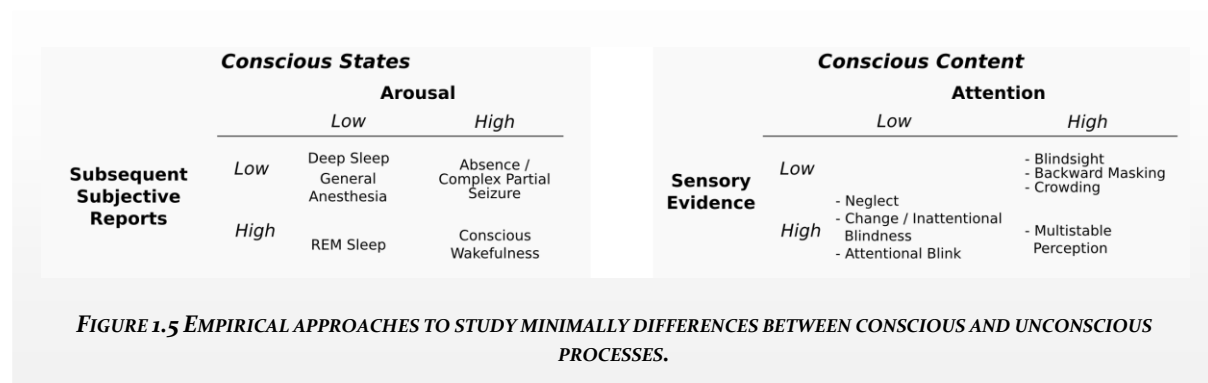 Conscious States
Arousal
Low High
Subsequent
Subjective
Reports
Low
Deep Sleep
General
Anesthesia
Absence /
Complex Partial
Seizure
High
REM Sleep
Conscious
Wakefulness
Conscious Content
Attention
Low High
Sensory
Evidence
Low
- Blindsight
- Backward Masking
- Crowding
High
- Neglect
- Change / Inattentional
Blindness
- Attentional Blink
- Multistable
Perception
FIGURE 1.5 EMPIRICAL APPROACHES TO STUDY MINIMALLY DIFFERENCES BETWEEN CONSCIOUS AND UNCONSCIOUS
PROCESSES.